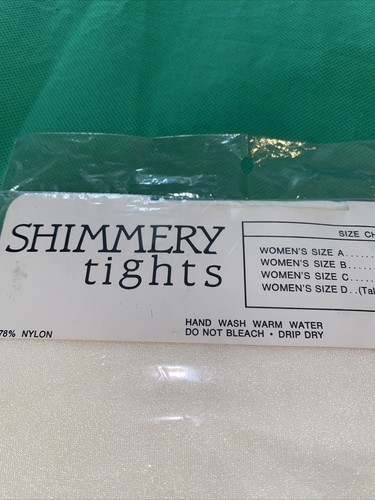 SHIMMERY
tights
SIZE CH
WOMEN'S SIZE A......
WOMEN'S SIZE B.....
WOMEN'S SIZE C.....
WOMEN'S SIZE D..(Tal
78% NYLON
HAND WASH WARM WATER
DO NOT BLEACH • DRIP DRY